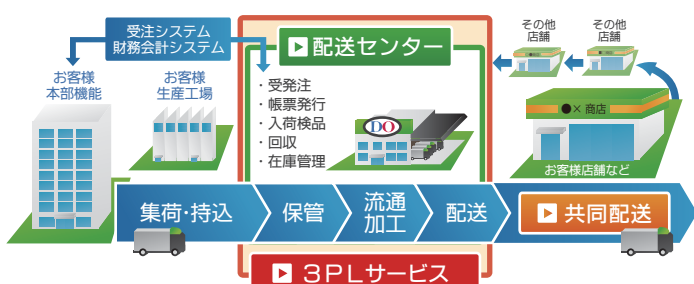 受注システム
財務会計システム
お客様
本部機能
お客様
生産工場
配送センター
・受発注
・帳票発行
・入荷検品
・回収
・在庫管理
DO
その他
店舗
その他
店舗
●×商店
お客様店舗など
集荷・持込
保管
流通
加工
配送
共同配送
3PLサービス